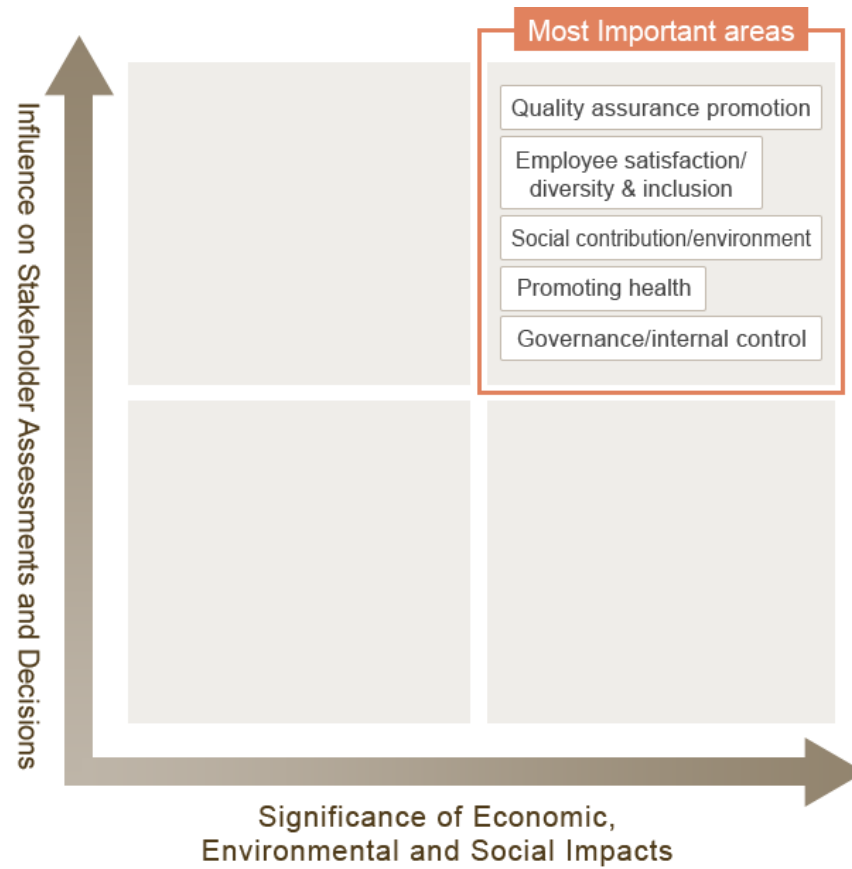 Most Important areas
Quality assurance promotion
Employee satisfaction/
diversity & inclusion
Social contribution/environment
Promoting health
Governance/internal control
Influence on Stakeholder Assessments and Decisions
Significance of Economic,
Environmental and Social Impacts